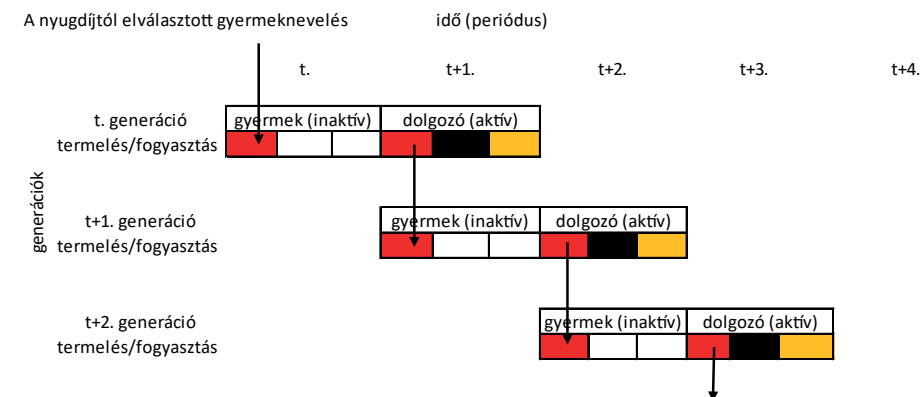 A nyugdíjtól elválasztott gyermeknevelés idő (periódus)
t. t+1. t+2. t+3. t+4.
t. generáció gyermek (inaktív) dolgozó (aktív)
termelés/fogyasztás
generációk
t+1. generáció gyermek (inaktív) dolgozó (aktív)
termelés/fogyasztás
t+2. generáció gyermek (inaktív) dolgozó (aktív)
termelés/fogyasztás